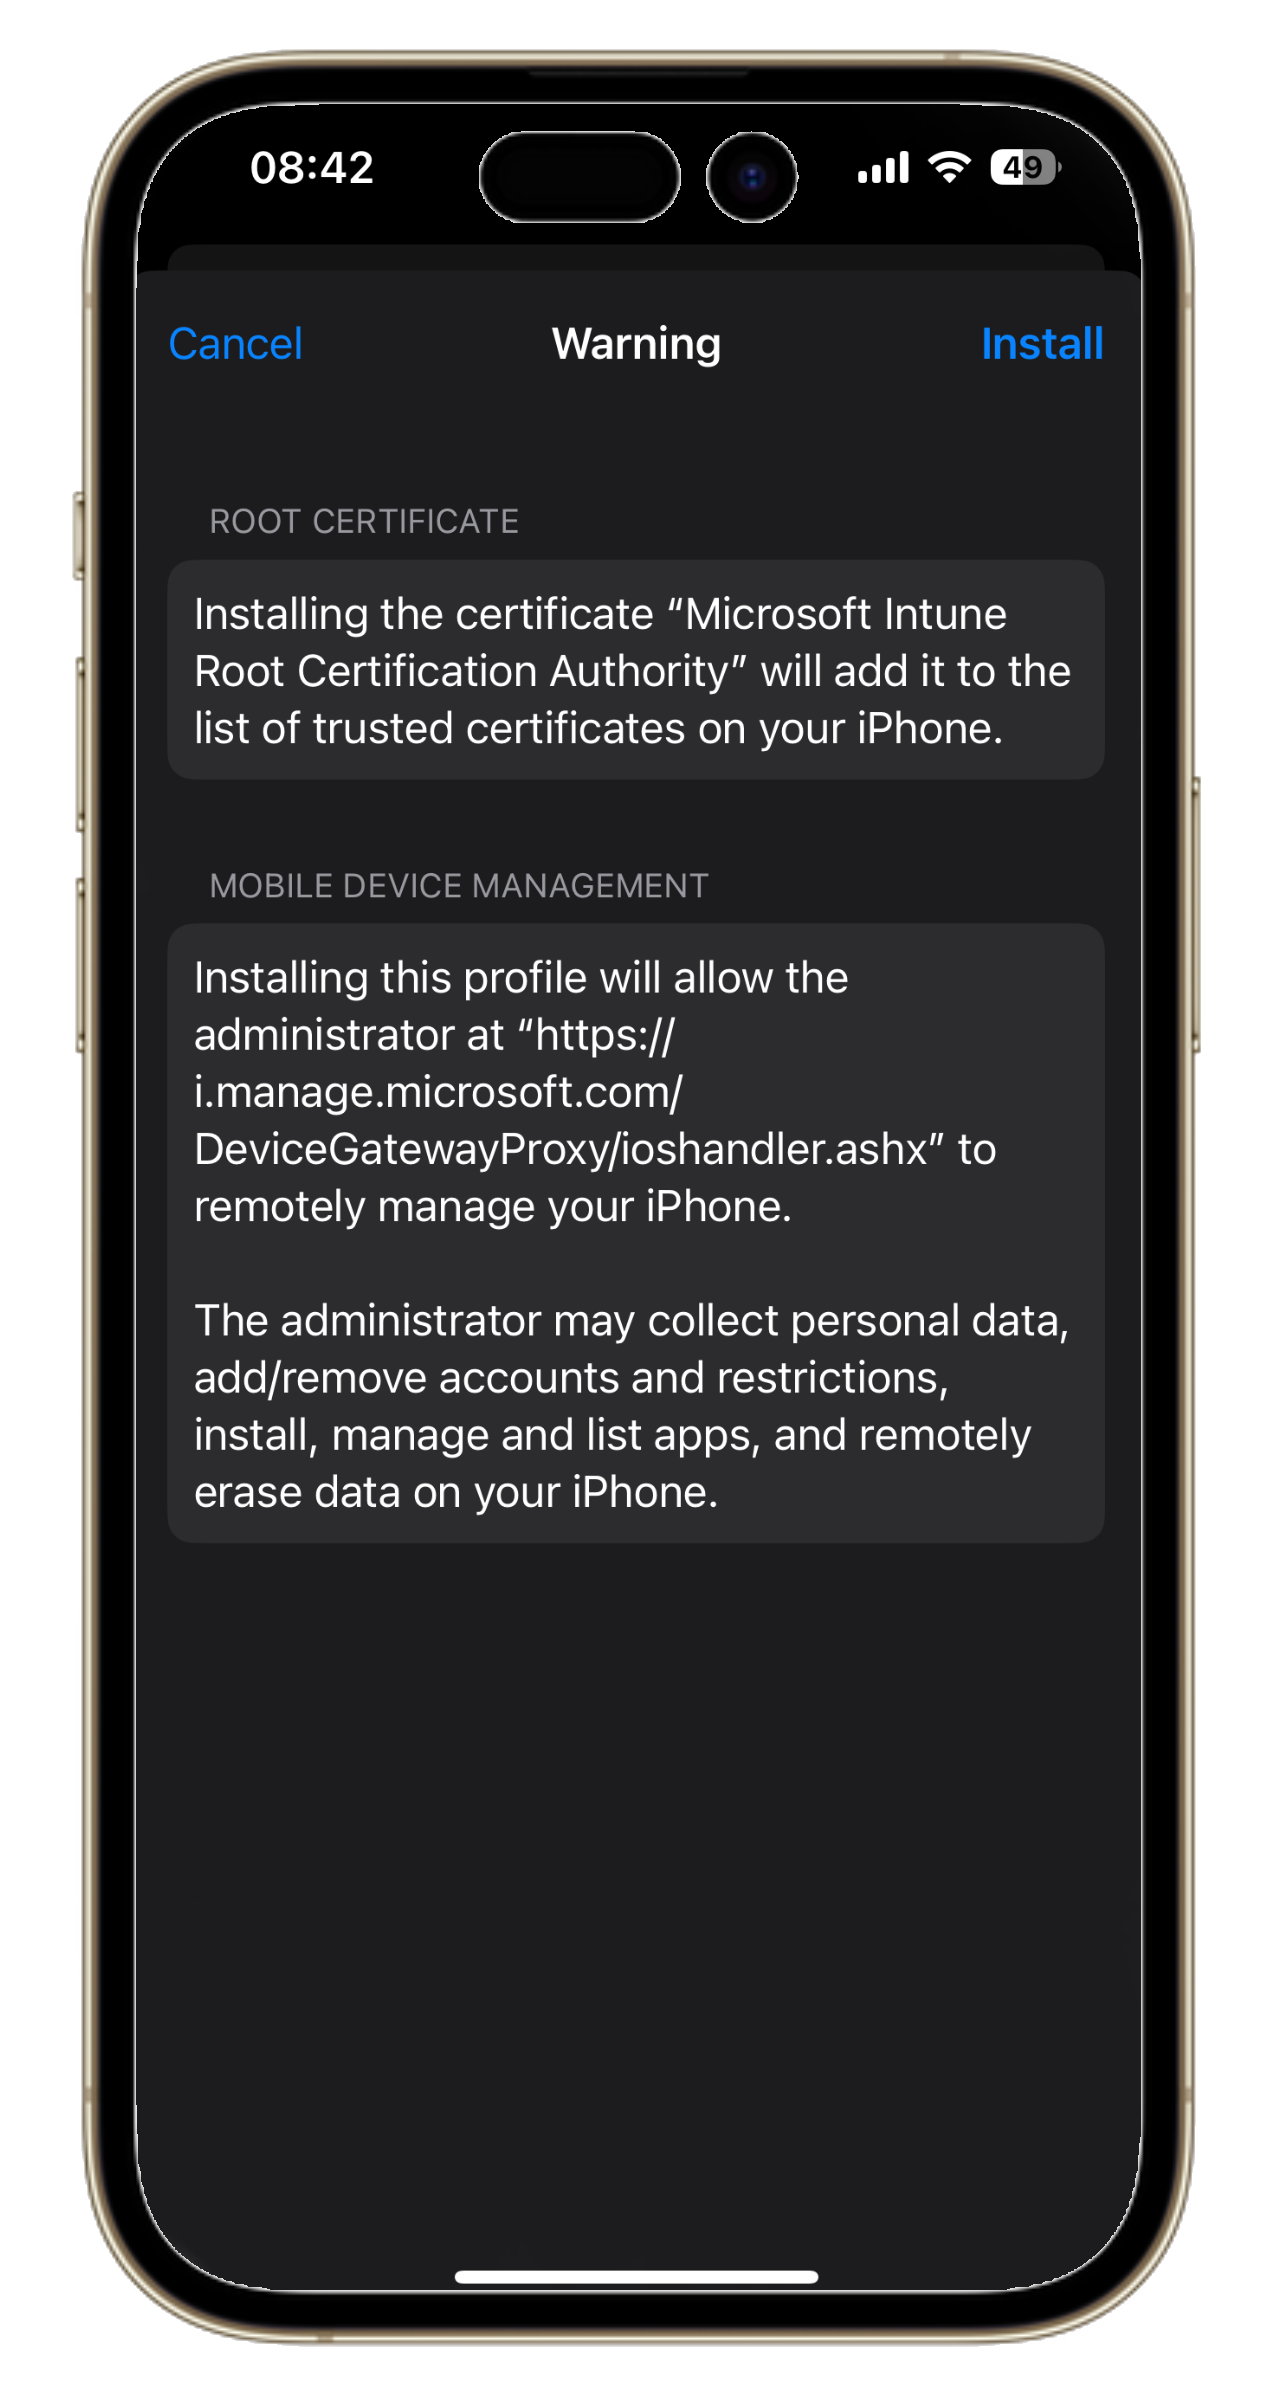 08:42
49
Cancel
Warning
Install
ROOT CERTIFICATE
Installing the certificate “Microsoft Intune
Root Certification Authority” will add it to the
list of trusted certificates on your iPhone.
MOBILE DEVICE MANAGEMENT
Installing this profile will allow the
administrator at “https://
i.manage.microsoft.com/
DeviceGatewayProxy/ioshandler.ashx” to
remotely manage your iPhone.
The administrator may collect personal data,
add/remove accounts and restrictions,
install, manage and list apps, and remotely
erase data on your iPhone.